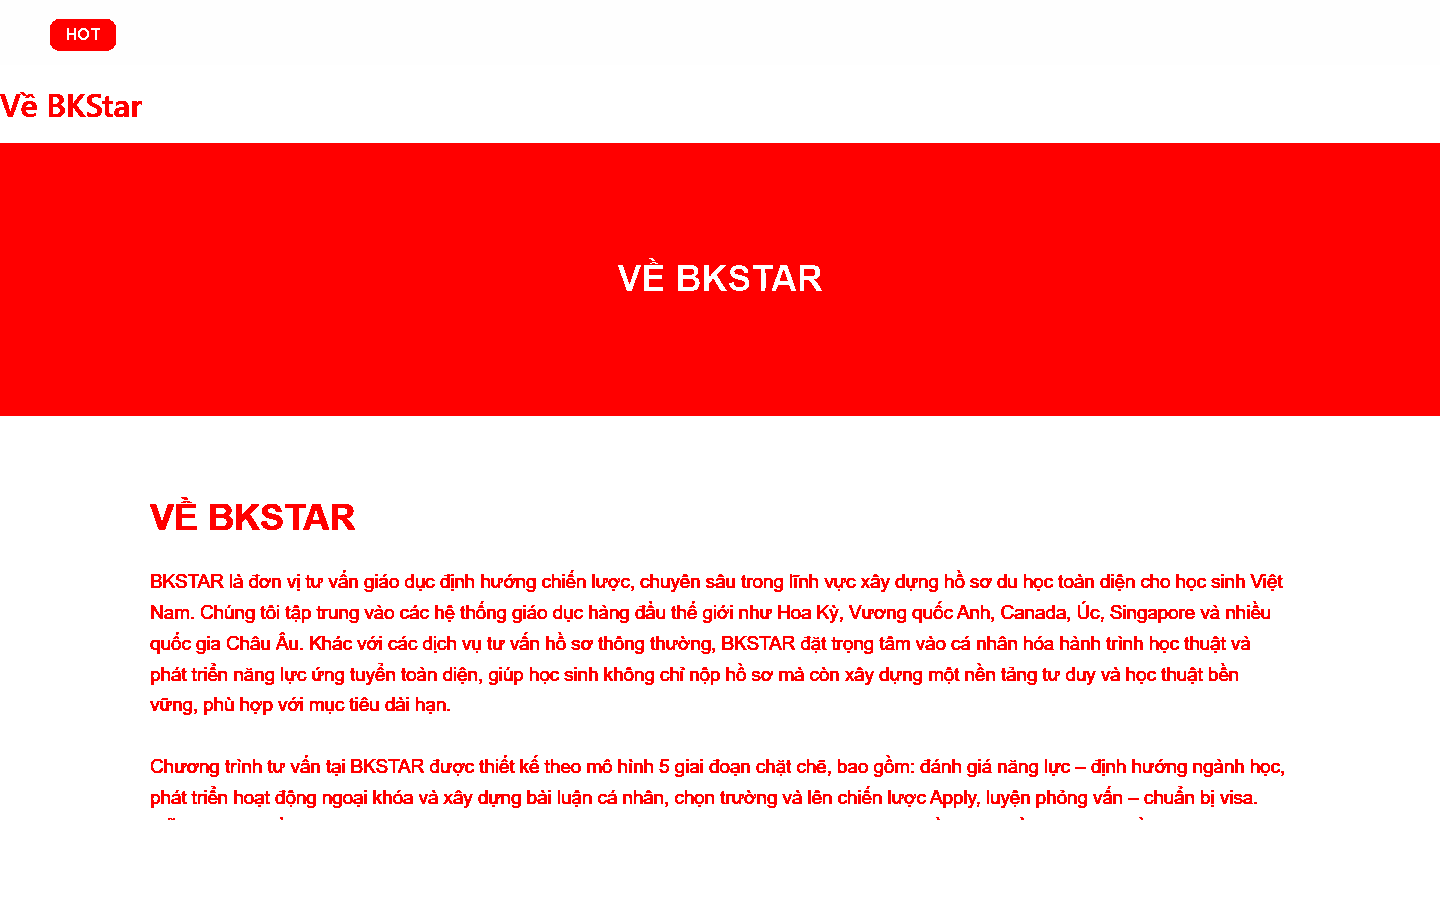 HOT
Về BKStar
VỀ BKSTAR
VỀ BKSTAR
BKSTAR là đơn vị tư vấn giáo dục định hướng chiến lược, chuyên sâu trong lĩnh vực xây dựng hồ sơ du học toàn diện cho học sinh Việt
Nam. Chúng tôi tập trung vào các hệ thống giáo dục hàng đầu thế giới như Hoa Kỳ, Vương quốc Anh, Canada, Úc, Singapore và nhiều
quốc gia Châu Âu. Khác với các dịch vụ tư vấn hồ sơ thông thường, BKSTAR đặt trọng tâm vào cá nhân hóa hành trình học thuật và
phát triển năng lực ứng tuyển toàn diện, giúp học sinh không chỉ nộp hồ sơ mà còn xây dựng một nền tảng tư duy và học thuật bền
vững, phù hợp với mục tiêu dài hạn.
Chương trình tư vấn tại BKSTAR được thiết kế theo mô hình 5 giai đoạn chặt chẽ, bao gồm: đánh giá năng lực – định hướng ngành học,
phát triển hoạt động ngoại khóa và xây dựng bài luận cá nhân, chọn trường và lên chiến lược Apply, luyện phỏng vấn – chuẩn bị visa.